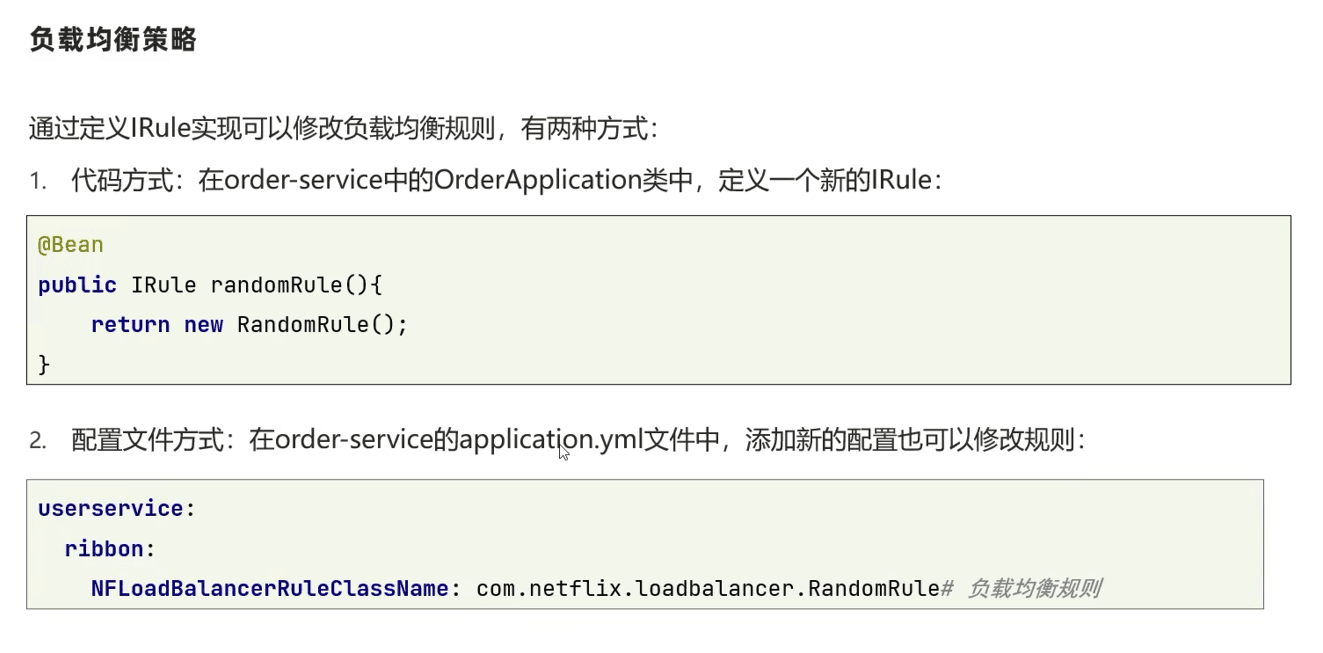 负载均衡策略
通过定义IRule实现可以修改负载均衡规则，有两种方式：
1. 代码方式：在order-service中的OrderApplication类中，定义一个新的IRule：
@Bean
public IRule randomRule(){
    return new RandomRule();
}
2. 配置文件方式：在order-service的application.yml文件中，添加新的配置也可以修改规则：
userservice:
  ribbon:
    NFLoadBalancerRuleClassName: com.netflix.loadbalancer.RandomRule# 负载均衡规则